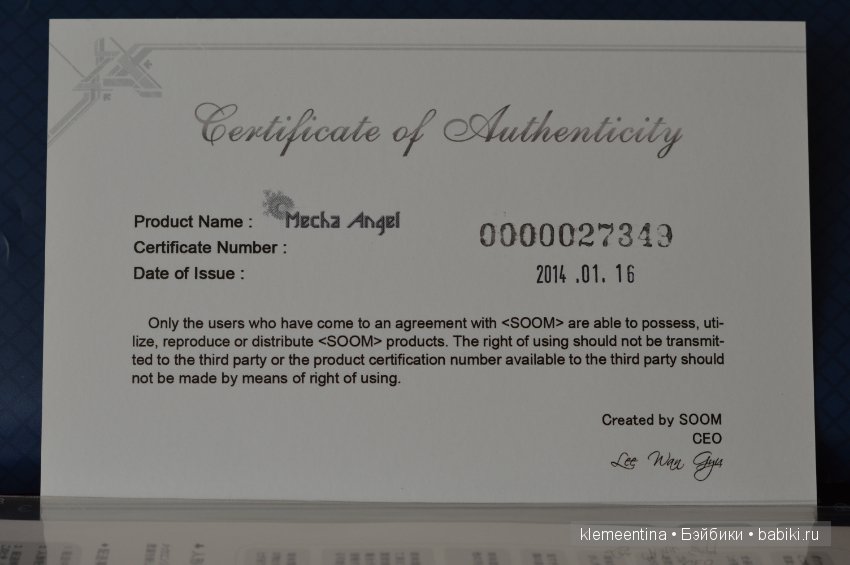 Certificate of Authenticity
Product Name : Mecha Angel
Certificate Number : 0000027349
Date of Issue : 2014 .01. 16
Only the users who have come to an agreement with <SOOM> are able to possess, uti-
lize, reproduce or distribute <SOOM> products. The right of using should not be transmit-
ted to the third party or the product certification number available to the third party should
not be made by means of right of using.
Created by SOOM
CEO
Lee Wan Gyu
klemeentina • Бэйбики • babiki.ru